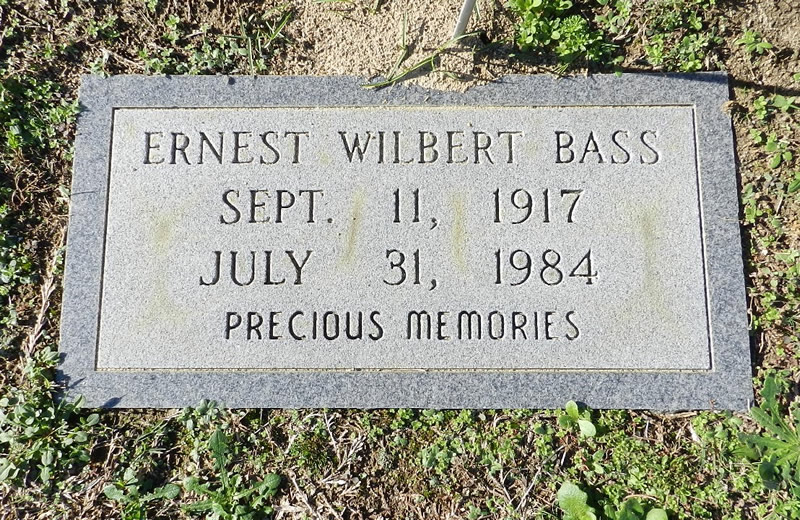 ERNEST WILBERT BASS
SEPT. 11, 1917
JULY 31, 1984
PRECIOUS MEMORIES